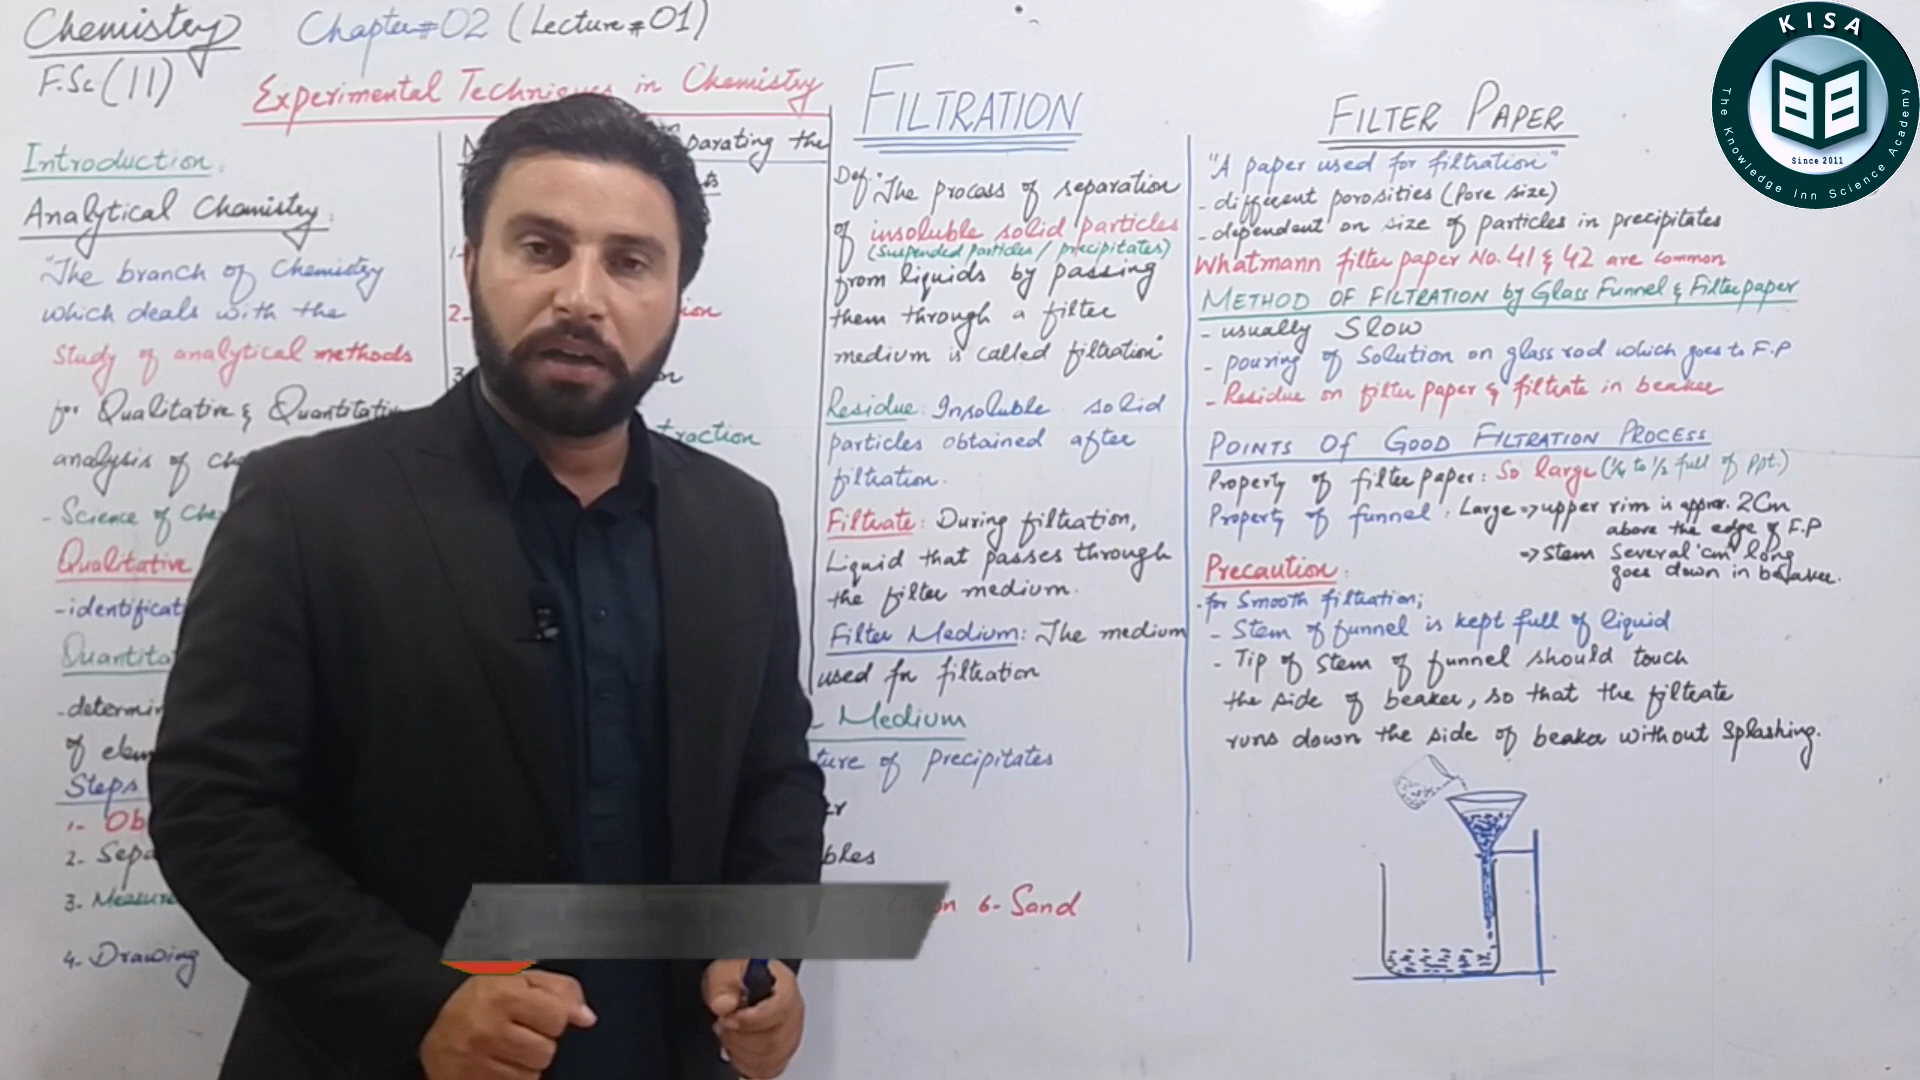 Chemistry Chapter#02 (Lecture#01)
F.Sc(11)
Experimental Techniques in Chemistry
Introduction:
Analytical Chemistry:
"The branch of Chemistry
which deals with the
study of analytical methods
for Qualitative & Quantitative
analysis of
- Science of
Qualitative
-identificati
Quantita
-determin
of elem
Steps
1- Ob
2. Sepa
3. Measure
4. Drawing
parating the
ts
1-
2-
ion
3-
on
traction
FILTRATION
Def: "The process of separation
of insoluble solid particles
(Suspended particles / precipitates)
from liquids by passing
them through a filter
medium is called filtration"
Residue: Insoluble solid
particles obtained after
filtration.
Filtrate: During filtration,
Liquid that passes through
the filter medium.
Filter Medium: The medium
used for filtration
Medium
ture of precipitates
er
bles
6- Sand
FILTER PAPER
"A paper used for filtration"
- different porosities (Pore size)
- dependent on size of particles in precipitates
Whatmann filter paper No. 41 & 42 are common
METHOD OF FILTRATION by Glass Funnel & Filter paper
- usually Slow
- pouring of Solution on glass rod which goes to F.P
- Residue on filter paper & filtrate in beaker
POINTS OF GOOD FILTRATION PROCESS
Property of filter paper: So large (1/4 to 1/2 full of ppt.)
Property of funnel: Large => upper rim is approx. 2Cm
above the edge of F.P
=> Stem several 'cm' long
goes down in beaker.
Precaution:
-for Smooth filtration;
- Stem of funnel is kept full of liquid
- Tip of stem of funnel should touch
the side of beaker, so that the filtrate
runs down the side of beaker without Splashing.
KISA
The Knowledge Inn Science Academy
Since 2011